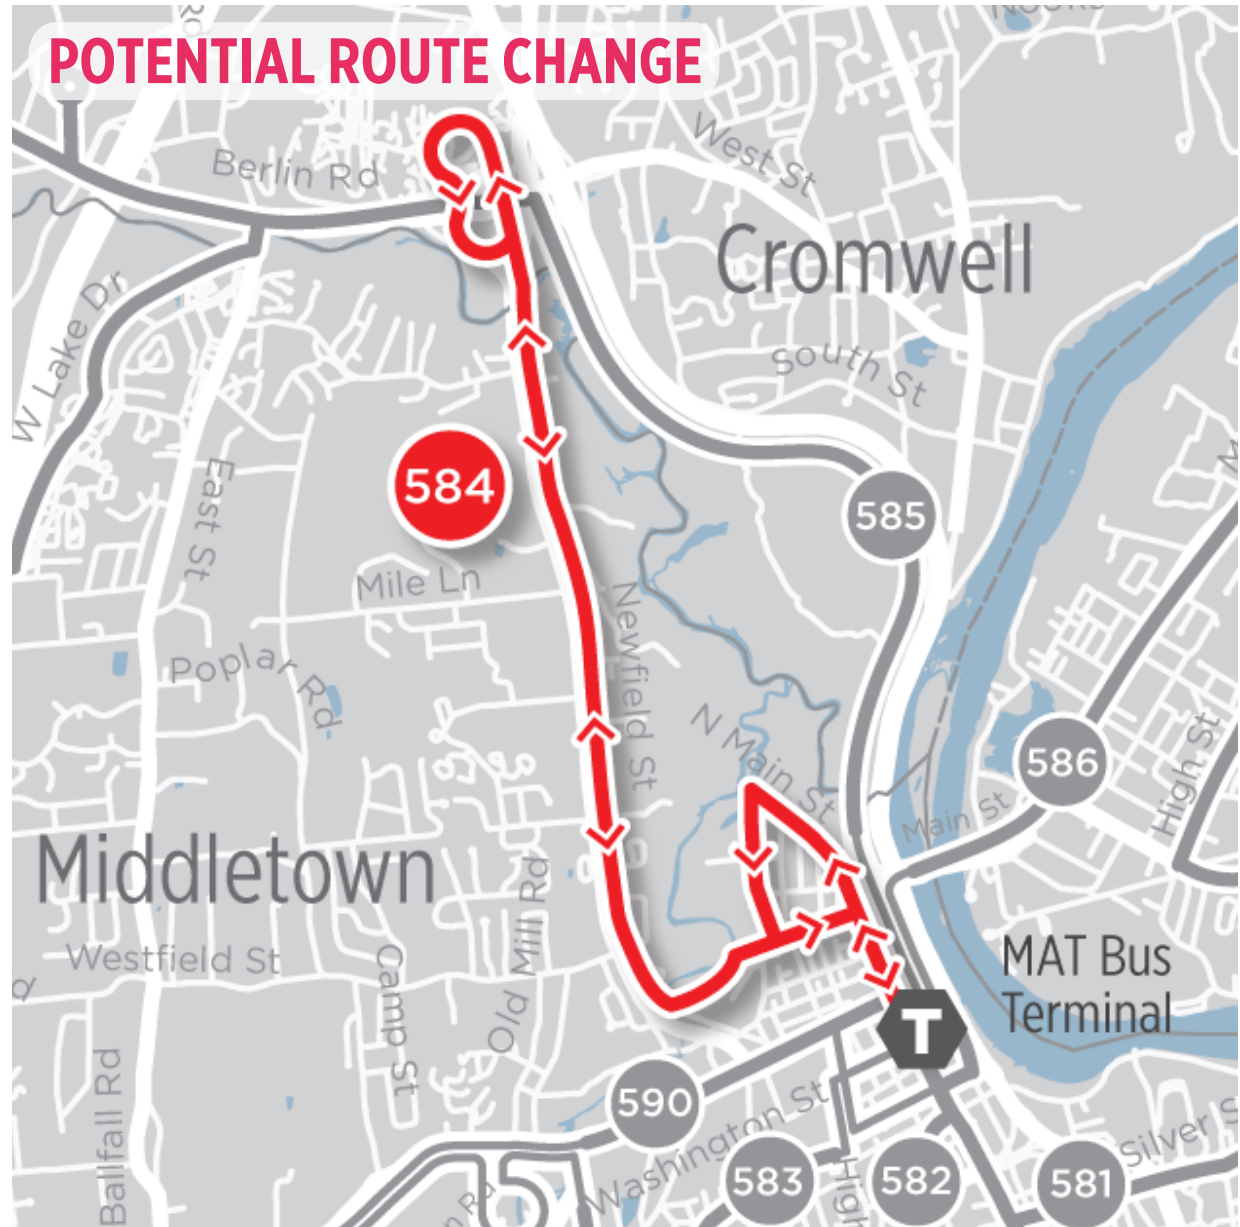 POTENTIAL ROUTE CHANGE
Berlin Rd
West St
Cromwell
W Lake Dr
South St
584
585
East St
Mile Ln
Newfield St
Poplar Rd
N Main St
586
High St
Main St
Middletown
Old Mill Rd
Westfield St
Camp St
MAT Bus
Terminal
T
Ballfall Rd
590
Washington St
583
582
581
Silver S
High
n Rd